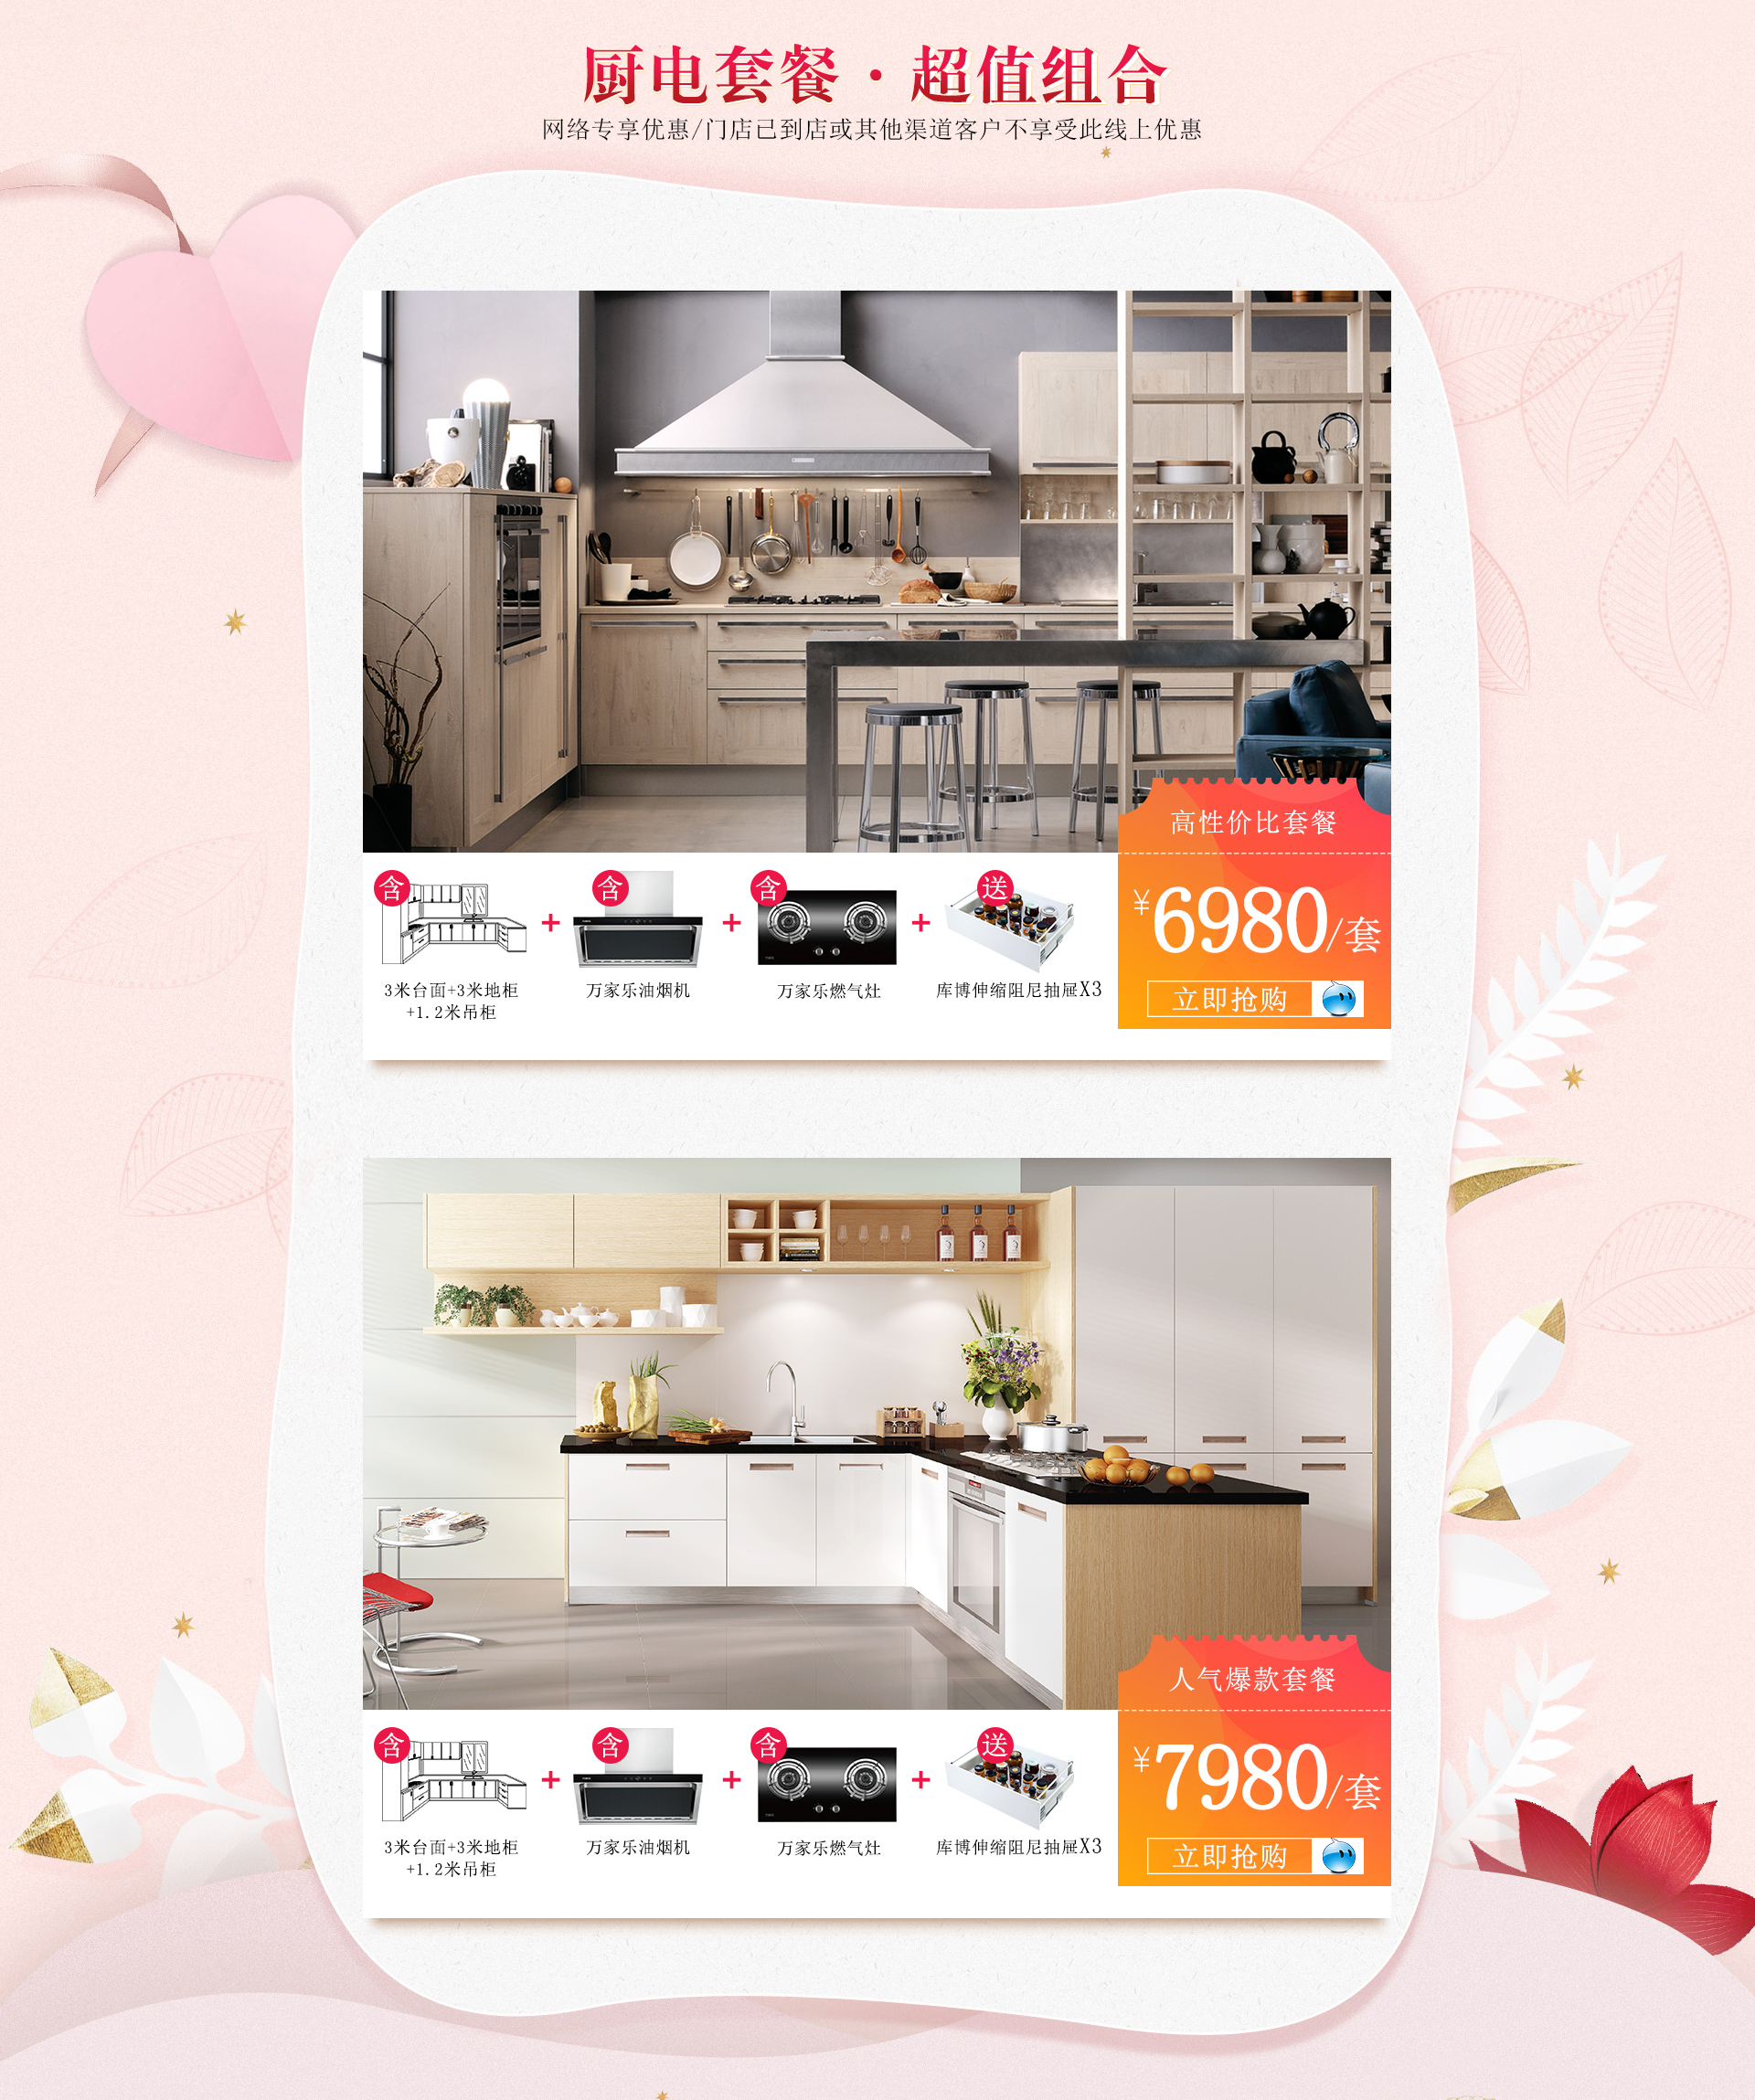 厨电套餐·超值组合
网络专享优惠/门店已到店或其他渠道客户不享受此线上优惠
高性价比套餐
¥6980/套
立即抢购
含
含
含
送
3米台面+3米地柜
+1.2米吊柜
+
万家乐油烟机
+
万家乐燃气灶
+
库博伸缩阻尼抽屉X3
人气爆款套餐
¥7980/套
立即抢购
含
含
含
送
3米台面+3米地柜
+1.2米吊柜
+
万家乐油烟机
+
万家乐燃气灶
+
库博伸缩阻尼抽屉X3